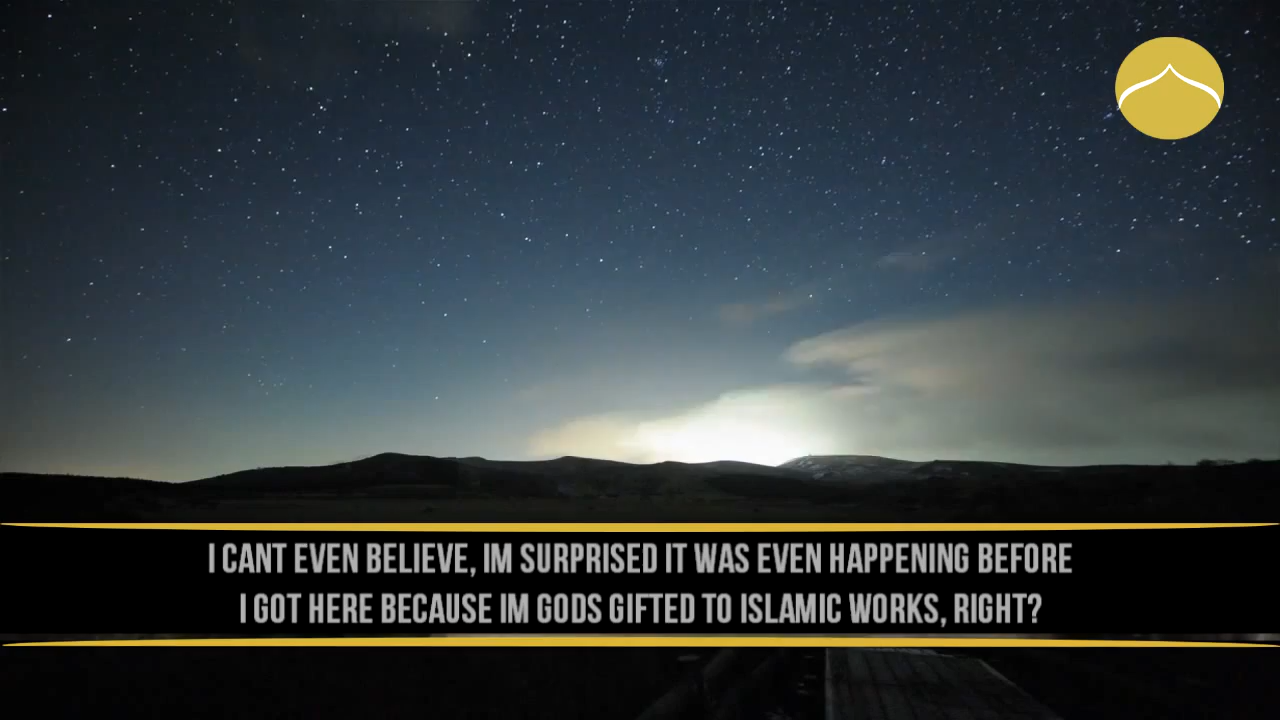 I CANT EVEN BELIEVE, IM SURPRISED IT WAS EVEN HAPPENING BEFORE
I GOT HERE BECAUSE IM GODS GIFTED TO ISLAMIC WORKS, RIGHT?